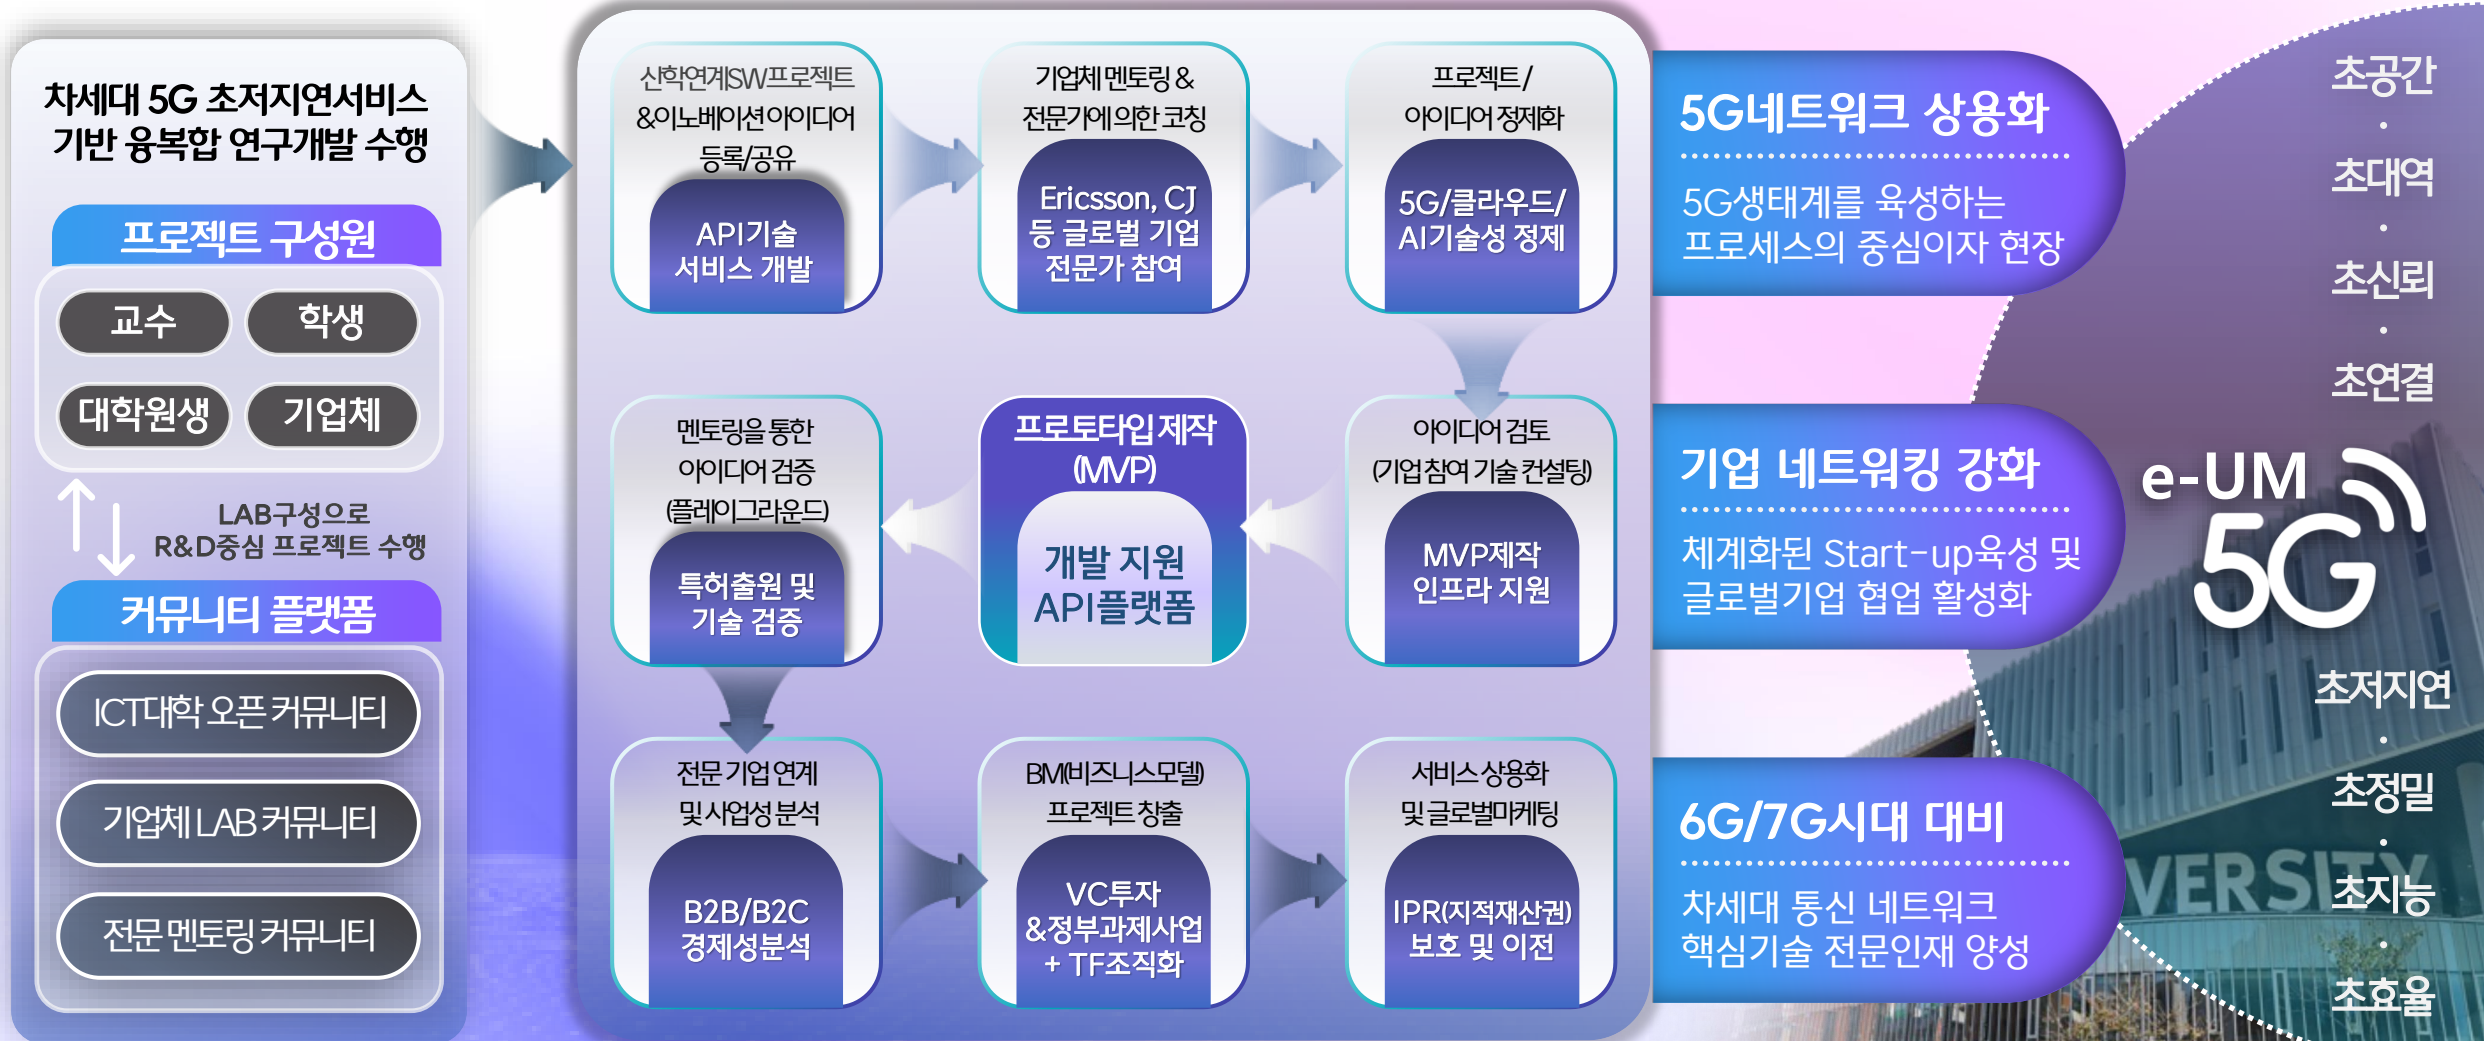 차세대 5G 초저지연서비스
기반 융복합 연구개발 수행
프로젝트 구성원
교수
학생
대학원생
기업체
LAB구성으로
R&D중심 프로젝트 수행
커뮤니티 플랫폼
ICT대학 오픈 커뮤니티
기업체 LAB 커뮤니티
전문 멘토링 커뮤니티
산학연계SW프로젝트
&이노베이션아이디어
등록/공유
API기술
서비스 개발
기업체 멘토링 &
전문가에 의한 코칭
Ericsson, CJ
등 글로벌 기업
전문가 참여
프로젝트 /
아이디어 정제화
5G/클라우드/
AI기술성 정제
멘토링을 통한
아이디어 검증
(플레이그라운드)
특허출원 및
기술 검증
프로토타입 제작
(MVP)
개발 지원
API플랫폼
아이디어 검토
(기업 참여 기술 컨설팅)
MVP제작
인프라 지원
전문 기업 연계
및 사업성 분석
B2B/B2C
경제성분석
BM(비즈니스모델)
프로젝트 창출
VC투자
&정부과제사업
+ TF조직화
서비스 상용화
및 글로벌마케팅
IPR(지적재산권)
보호 및 이전
5G네트워크 상용화
5G생태계를 육성하는
프로세스의 중심이자 현장
기업 네트워킹 강화
체계화된 Start-up육성 및
글로벌기업 협업 활성화
6G/7G시대 대비
차세대 통신 네트워크
핵심기술 전문인재 양성
초공간
·
초대역
·
초신뢰
·
초연결
e-UM
5G
초저지연
·
초정밀
·
초지능
·
초효율
VERSITY